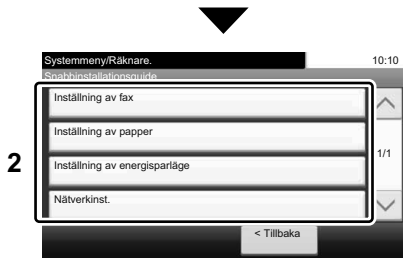 Systemmeny/Räknare. 10:10
Snabbinstallationsguide
Inställning av fax
Inställning av papper
1/1
2
Inställning av energisparläge
Nätverkinst.
< Tillbaka